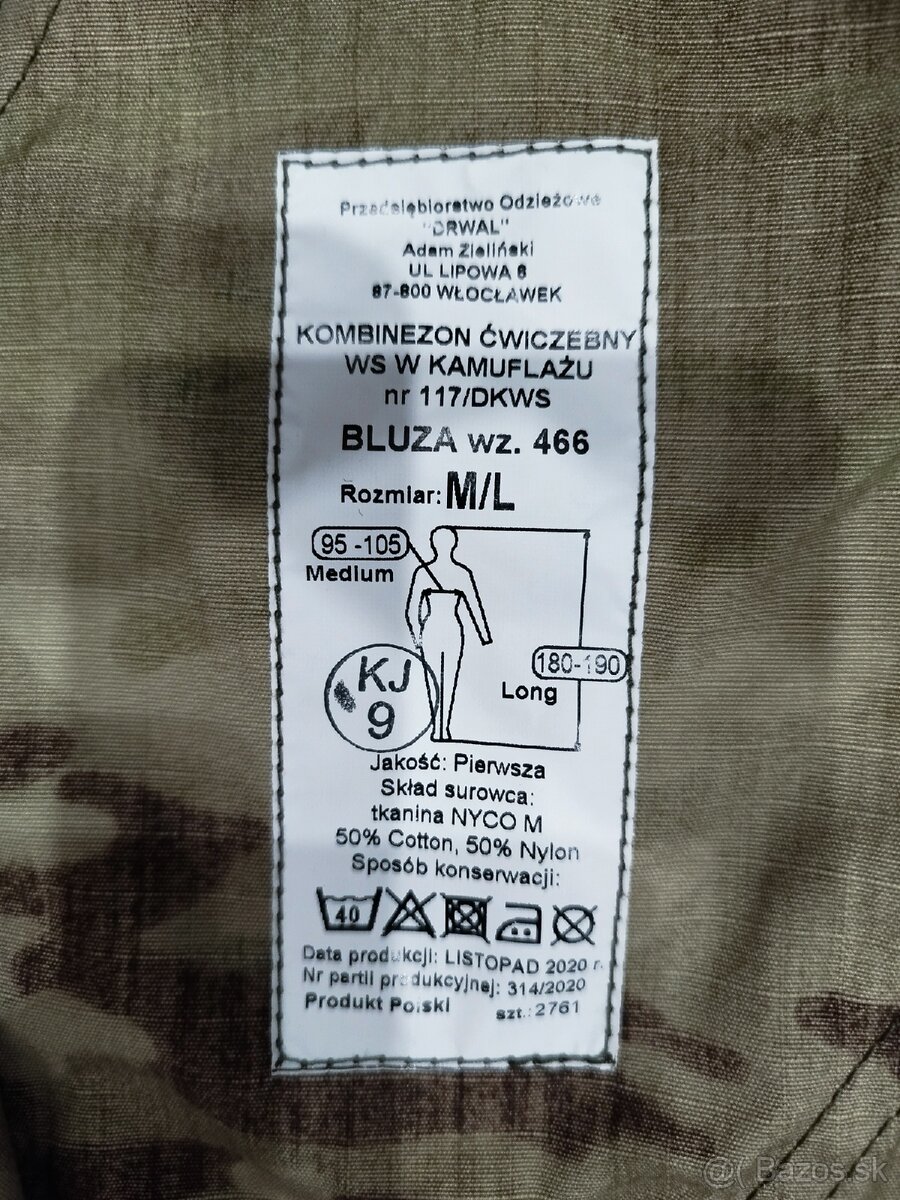 Przedsiębiorstwo Odzieżowe
"DRWAL"
Adam Zieliński
UL LIPOWA 6
87-800 WŁOCŁAWEK
KOMBINEZON ĆWICZEBNY
WS W KAMUFLAŻU
nr 117/DKWS
BLUZA wz. 466
Rozmiar: M/L
95 -105
Medium
180-190
Long
KJ
9
Jakość: Pierwsza
Skład surowca:
tkanina NYCO M
50% Cotton, 50% Nylon
Sposób konserwacji:
40
Data produkcji: LISTOPAD 2020 r.
Nr partii produkcyjnej: 314/2020
Produkt Polski
szt.: 2761
@( Bazos.sk